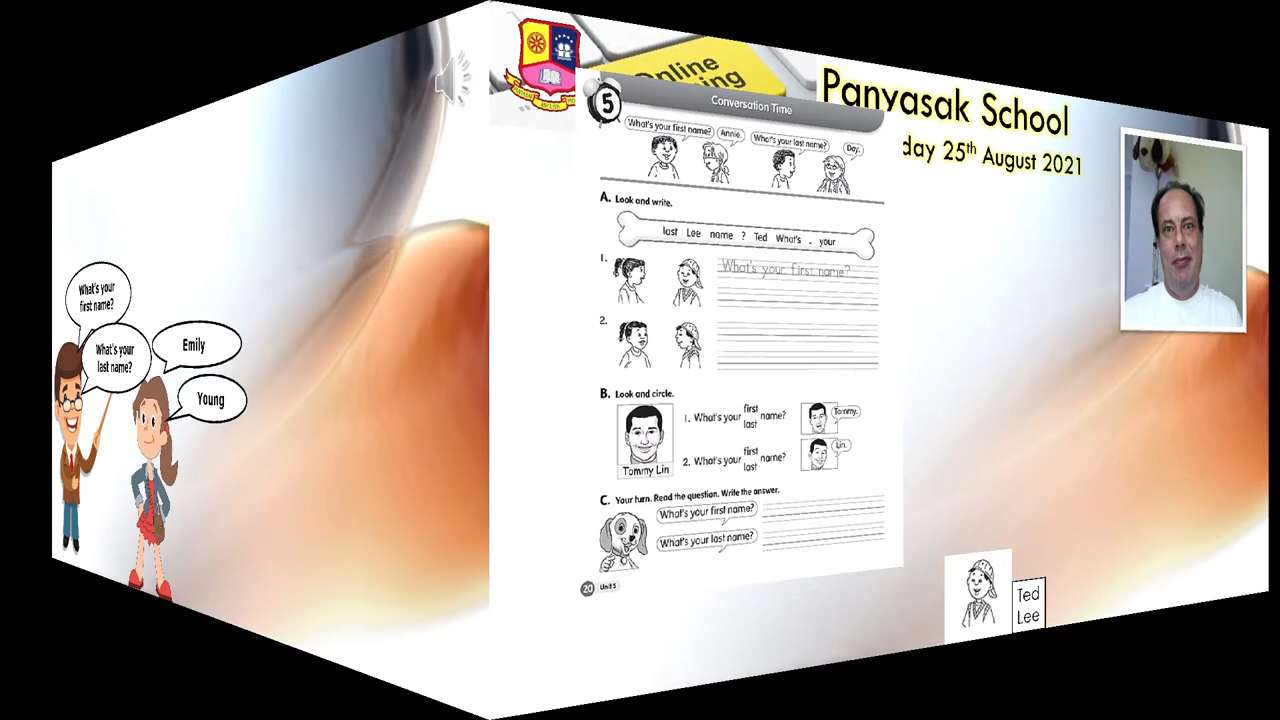 What's your
first name?
What's your
last name?
Emily
Young
Online
Panyasak School
day 25th August 2021
5
Conversation Time
What's your first name?
Annie.
What's your last name?
Day.
A. Look and write.
last Lee name ? Ted What's . your
1.
What's your first name?
2.
B. Look and circle.
Tommy Lin
1. What's your first last name?
Tommy.
2. What's your first last name?
Lin.
C. Your turn. Read the question. Write the answer.
What's your first name?
What's your last name?
20 Unit 5
Ted
Lee